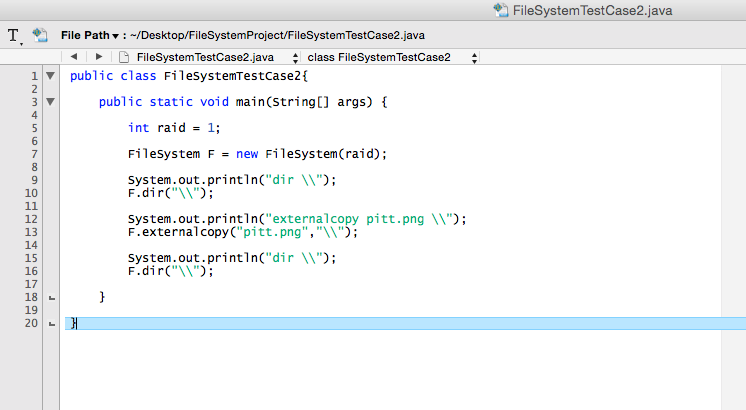 FileSystemTestCase2.java
T File Path ▾ : ~/Desktop/FileSystemProject/FileSystemTestCase2.java
FileSystemTestCase2.java class FileSystemTestCase2
1 public class FileSystemTestCase2{
2
3 public static void main(String[] args) {
4
5 int raid = 1;
6
7 FileSystem F = new FileSystem(raid);
8
9 System.out.println("dir \\");
10 F.dir("\\");
11
12 System.out.println("externalcopy pitt.png \\");
13 F.externalcopy("pitt.png","\\");
14
15 System.out.println("dir \\");
16 F.dir("\\");
17
18 }
19
20 }